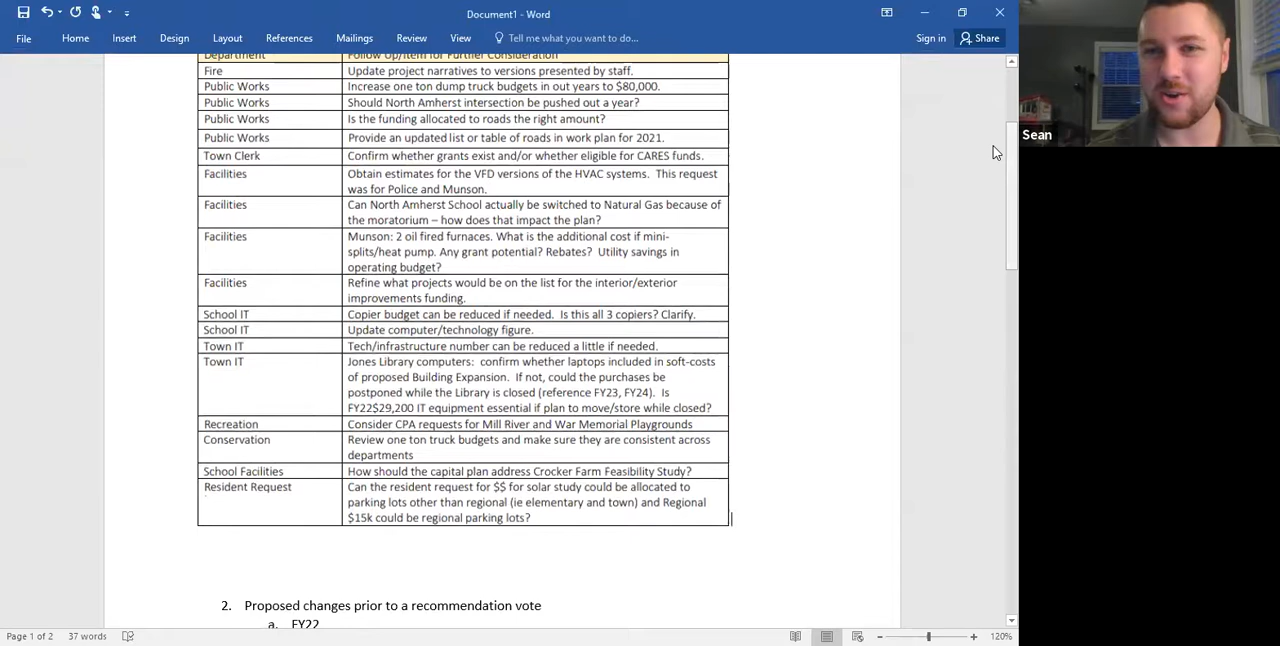 Document1 - Word
File Home Insert Design Layout References Mailings Review View Tell me what you want to do... Sign in Share
Department Follow Up/Item for Further Consideration
Fire Update project narratives to versions presented by staff.
Public Works Increase one ton dump truck budgets in out years to $80,000.
Public Works Should North Amherst intersection be pushed out a year?
Public Works Is the funding allocated to roads the right amount?
Sean
Public Works Provide an updated list or table of roads in work plan for 2021.
Town Clerk Confirm whether grants exist and/or whether eligible for CARES funds.
Facilities Obtain estimates for the VFD versions of the HVAC systems. This request
was for Police and Munson.
Facilities Can North Amherst School actually be switched to Natural Gas because of
the moratorium – how does that impact the plan?
Facilities Munson: 2 oil fired furnaces. What is the additional cost if mini-
splits/heat pump. Any grant potential? Rebates? Utility savings in
operating budget?
Facilities Refine what projects would be on the list for the interior/exterior
improvements funding.
School IT Copier budget can be reduced if needed. Is this all 3 copiers? Clarify.
School IT Update computer/technology figure.
Town IT Tech/infrastructure number can be reduced a little if needed.
Town IT Jones Library computers: confirm whether laptops included in soft-costs
of proposed Building Expansion. If not, could the purchases be
postponed while the Library is closed (reference FY23, FY24). Is
FY22$29,200 IT equipment essential if plan to move/store while closed?
Recreation Consider CPA requests for Mill River and War Memorial Playgrounds
Conservation Review one ton truck budgets and make sure they are consistent across
departments
School Facilities How should the capital plan address Crocker Farm Feasibility Study?
Resident Request Can the resident request for $$ for solar study could be allocated to
parking lots other than regional (ie elementary and town) and Regional
$15k could be regional parking lots?
2. Proposed changes prior to a recommendation vote
a. FY22
Page 1 of 2 37 words 120%